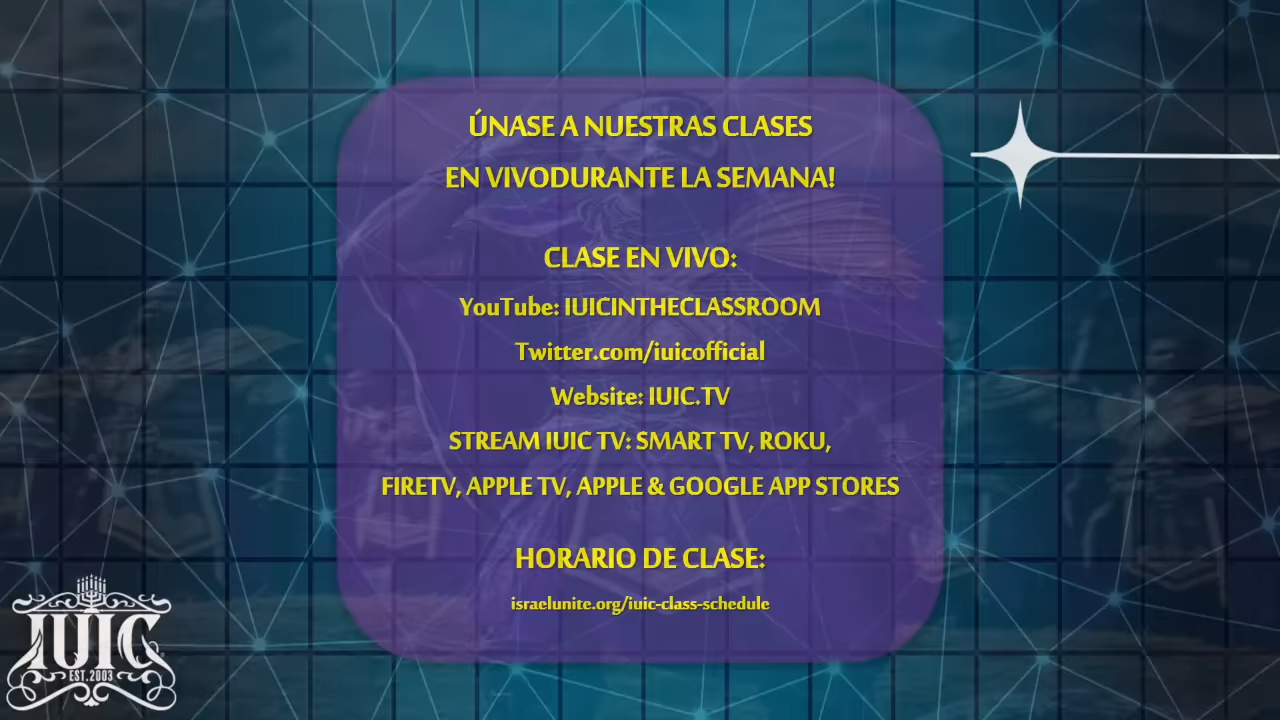 ÚNASE A NUESTRAS CLASES
EN VIVODURANTE LA SEMANA!
CLASE EN VIVO:
YouTube: IUICINTHECLASSROOM
Twitter.com/iuicofficial
Website: IUIC.TV
STREAM IUIC TV: SMART TV, ROKU,
FIRETV, APPLE TV, APPLE & GOOGLE APP STORES
HORARIO DE CLASE:
israelunite.org/iuic-class-schedule
IUIC
EST.2003